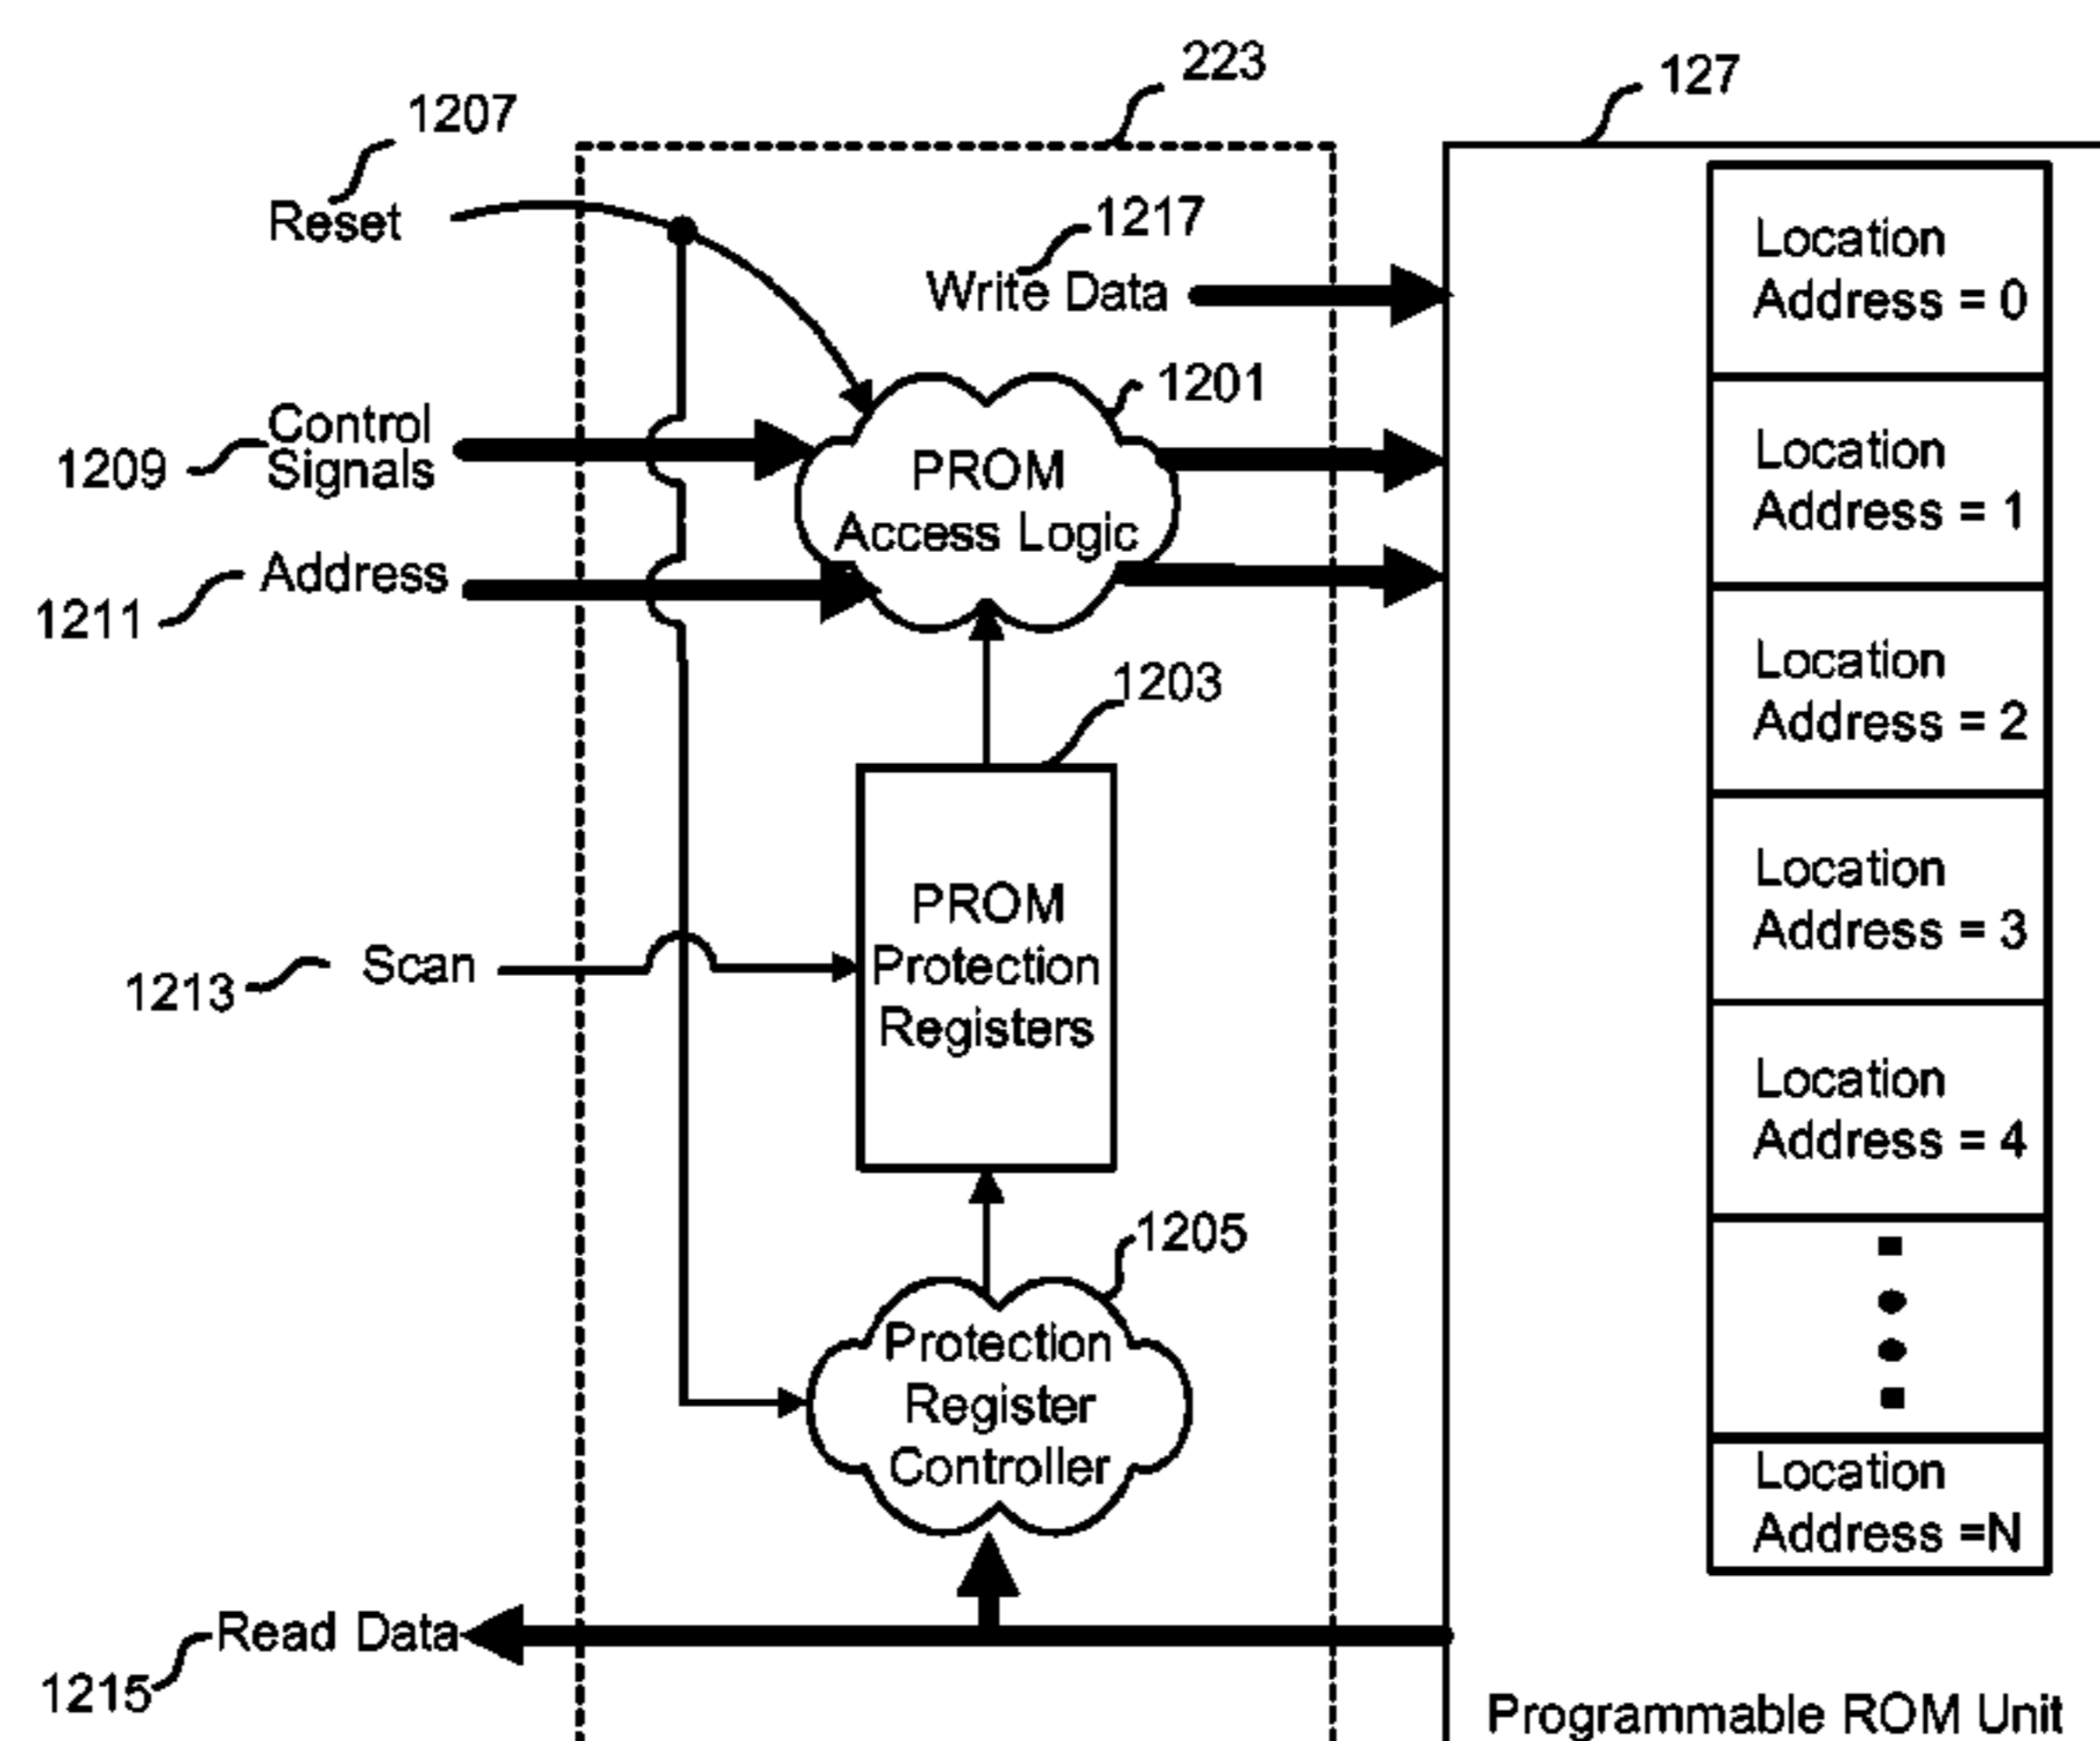 223
127
1207
Reset
1217
Write Data
1201
Control
Signals
1209
PROM
Access Logic
Address
1211
1203
PROM
Protection
Registers
Scan
1213
1205
Protection
Register
Controller
Read Data
1215
Location
Address = 0
Location
Address = 1
Location
Address = 2
Location
Address = 3
Location
Address = 4
Location
Address =N
Programmable ROM Unit